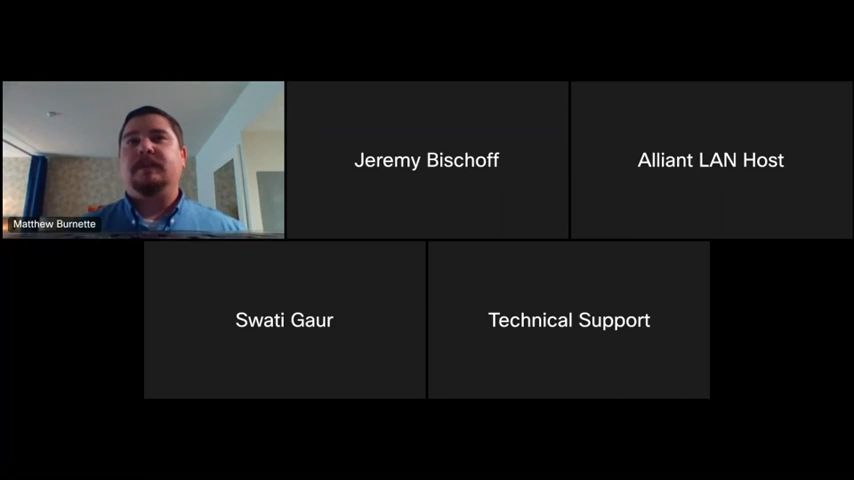 Matthew Burnette
Jeremy Bischoff
Alliant LAN Host
Swati Gaur
Technical Support